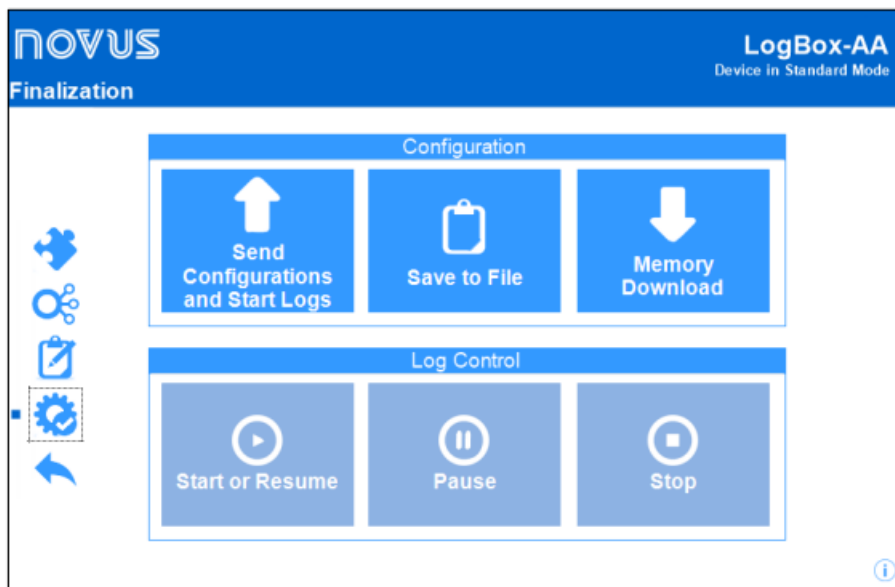 novus
LogBox-AA
Device in Standard Mode
Finalization
Configuration
Send
Configurations
and Start Logs
Save to File
Memory
Download
Log Control
Start or Resume
Pause
Stop
i